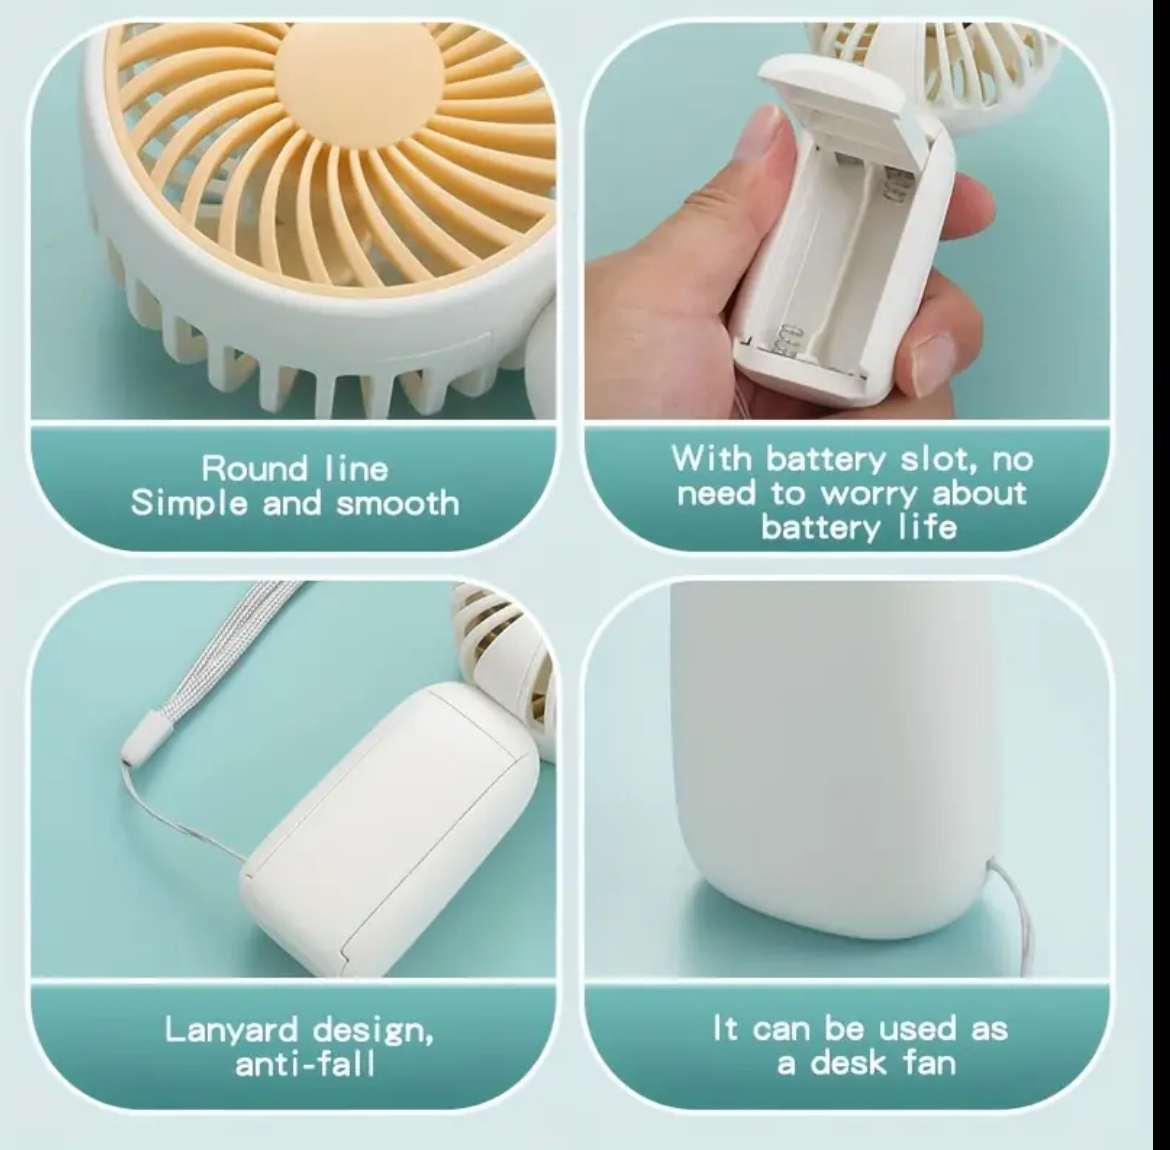 Round line
Simple and smooth
With battery slot, no
need to worry about
battery life
Lanyard design,
anti-fall
It can be used as
a desk fan